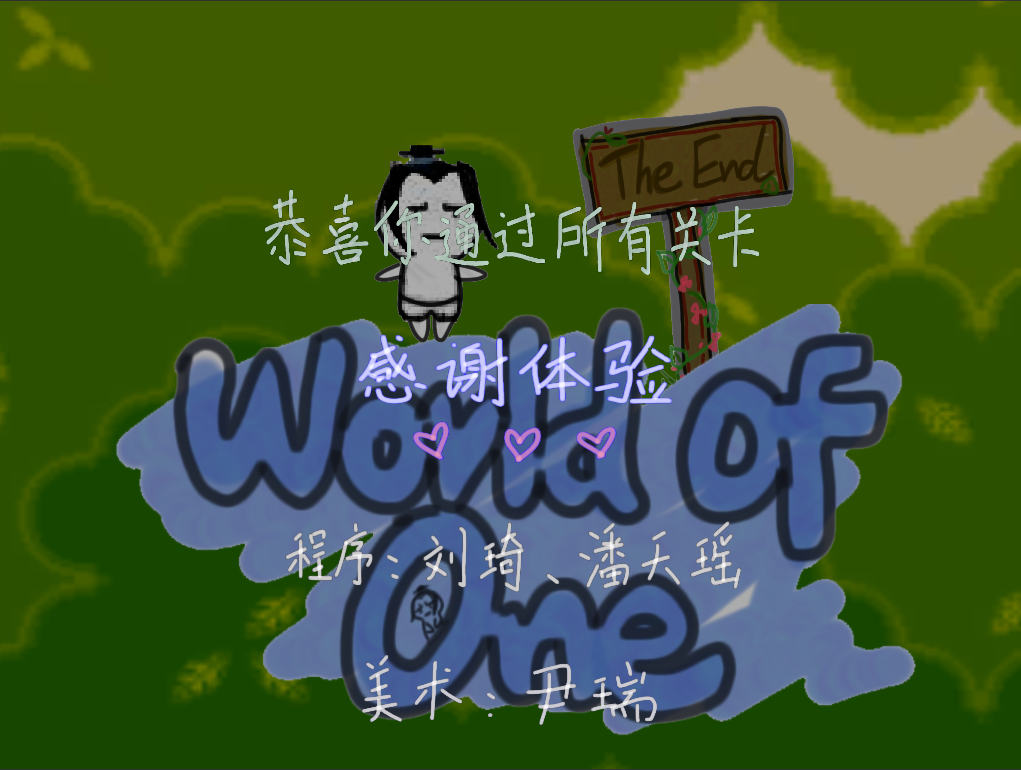 The End
恭喜你通过所有关卡
感谢体验
World of
程序：刘琦、潘天瑶
One
美术：尹瑞